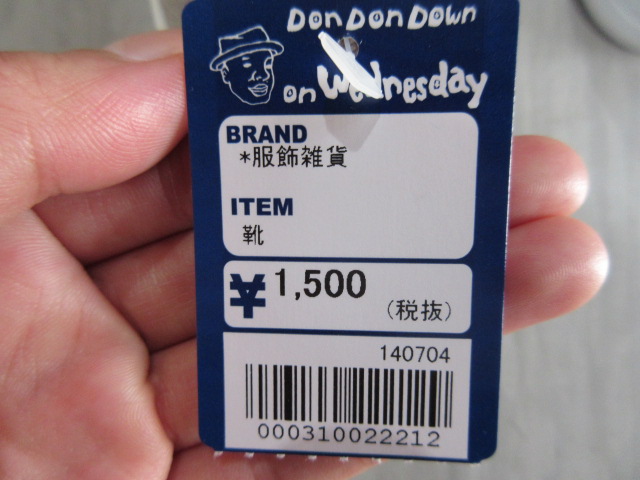 Don Don Down
on Wednesday
BRAND
*服飾雑貨
ITEM
靴
¥ 1,500
(税抜)
140704
000310022212